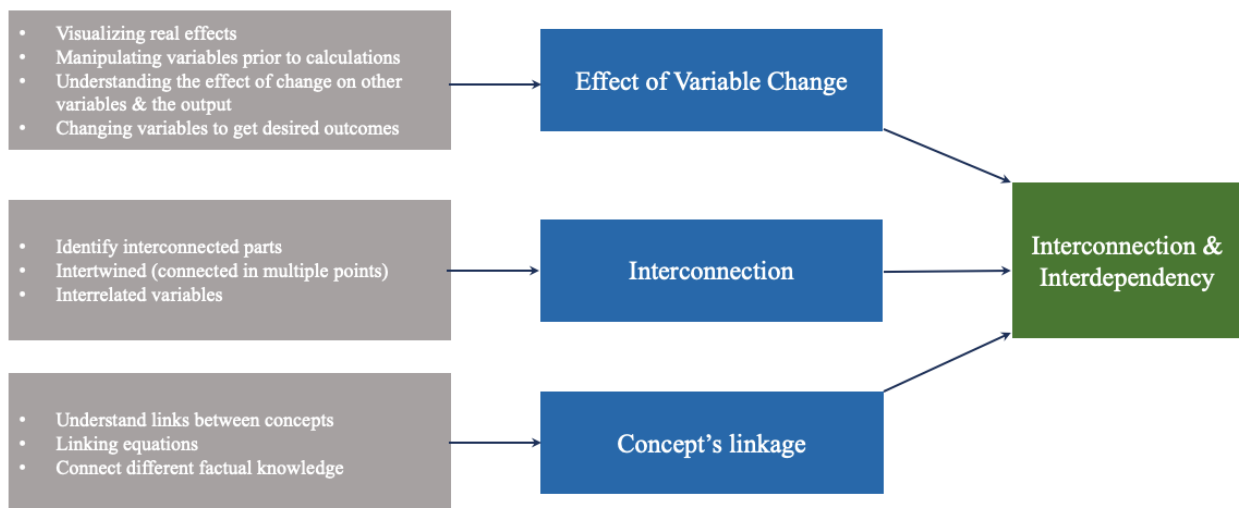 • Visualizing real effects
• Manipulating variables prior to calculations
• Understanding the effect of change on other
variables & the output
• Changing variables to get desired outcomes
Effect of Variable Change
• Identify interconnected parts
• Intertwined (connected in multiple points)
• Interrelated variables
Interconnection
Interconnection &
Interdependency
• Understand links between concepts
• Linking equations
• Connect different factual knowledge
Concept’s linkage